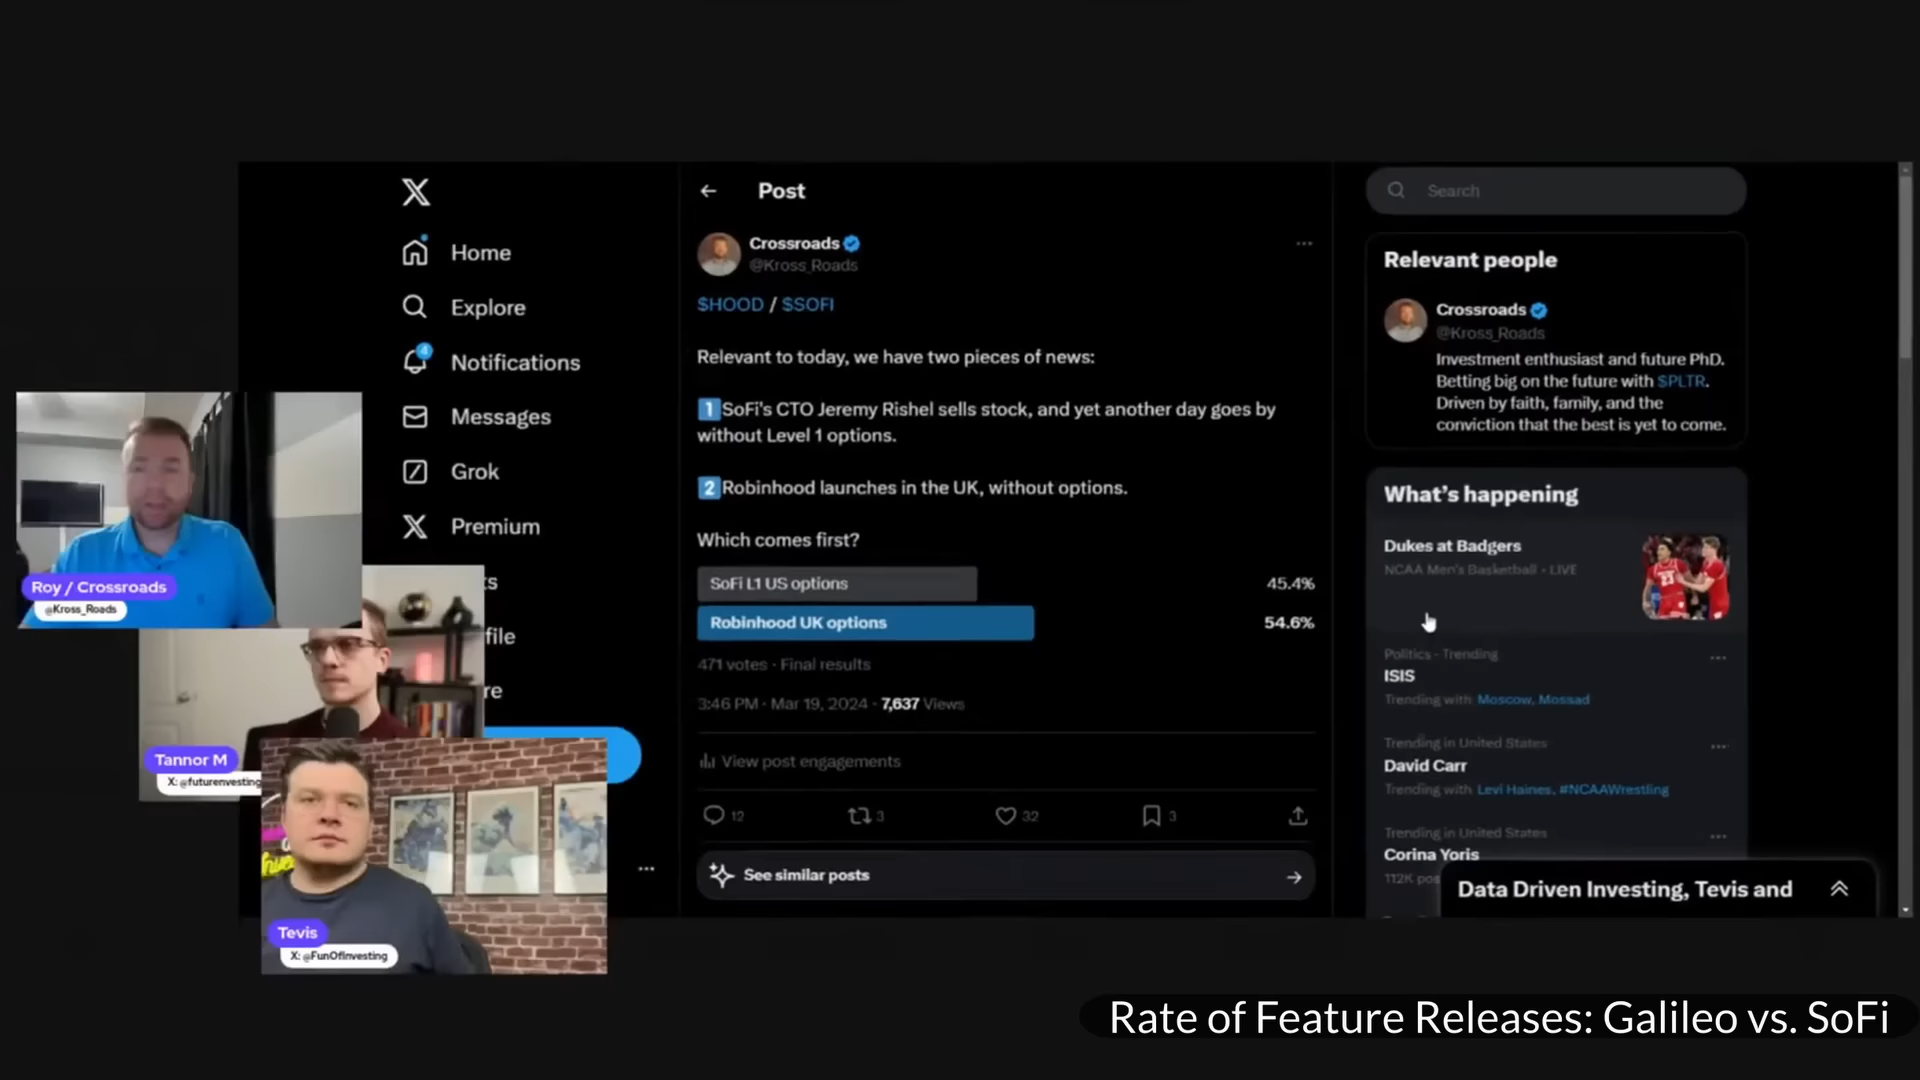 Home
Explore
4
Notifications
Messages
Grok
Premium
ts
file
re
Post
Crossroads
@Kross_Roads
$HOOD / $SOFI
Relevant to today, we have two pieces of news:
1 SoFi's CTO Jeremy Rishel sells stock, and yet another day goes by
without Level 1 options.
2 Robinhood launches in the UK, without options.
Which comes first?
SoFi L1 US options 45.4%
Robinhood UK options 54.6%
471 votes · Final results
3:46 PM · Mar 19, 2024 · 7,637 Views
View post engagements
12 3 32 3
See similar posts
Search
Relevant people
Crossroads
@Kross_Roads
Investment enthusiast and future PhD.
Betting big on the future with $PLTR.
Driven by faith, family, and the
conviction that the best is yet to come.
What's happening
Dukes at Badgers
NCAA Men's Basketball · LIVE
23
Politics · Trending
ISIS
Trending with Moscow, Mossad
Trending in United States
David Carr
Trending with Levi Haines, #NCAAWrestling
Trending in United States
Corina Yoris
112K pos
Data Driven Investing, Tevis and
Roy / Crossroads
@Kross_Roads
Tannor M
X: @futurenvesting
Tevis
X: @FunOfInvesting
Rate of Feature Releases: Galileo vs. SoFi